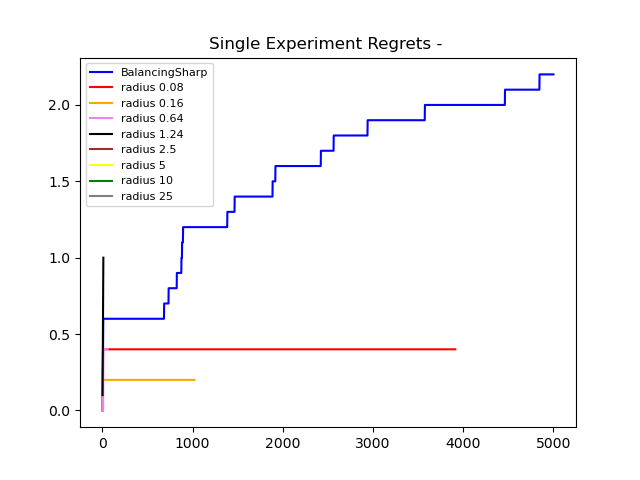 Single Experiment Regrets -
BalancingSharp
radius 0.08
radius 0.16
radius 0.64
radius 1.24
radius 2.5
radius 5
radius 10
radius 25
2.0
1.5
1.0
0.5
0.0
0 1000 2000 3000 4000 5000